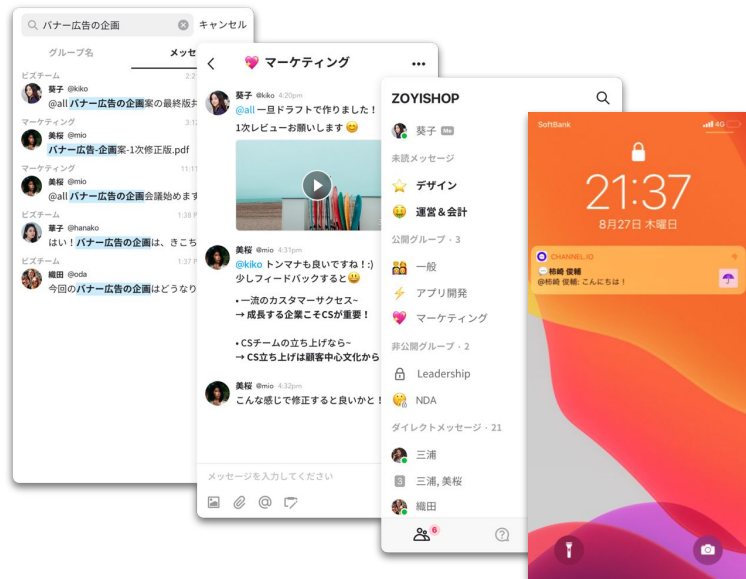 バナー広告の企画
キャンセル
グループ名
メッセ
ビズチーム
2:2
葵子 @kiko
@all バナー広告の企画案の最終版共
マーケティング
3:12
美桜 @mio
バナー広告-企画案-1次修正版.pdf
マーケティング
11:11
美桜 @mio
@all バナー広告の企画会議始めます
ビズチーム
1:38 P
華子 @hanako
はい！バナー広告の企画は、きこち
ビズチーム
1:37 P
織田 @oda
今回のバナー広告の企画はどうなり
マーケティング
葵子 @kiko 4:20pm
@all 一旦ドラフトで作りました！
1次レビューお願いします
美桜 @mio 4:31pm
@kiko トンマナも良いですね！:)
少しフィードバックすると
• 一流のカスタマーサクセス~
→ 成長する企業こそCSが重要！
• CSチームの立ち上げなら~
→ CS立ち上げは顧客中心文化から
美桜 @mio 4:32pm
こんな感じで修正すると良いかと！
メッセージを入力してください
ZOYISHOP
葵子 Me
未読メッセージ
デザイン
運営＆会計
公開グループ・3
一般
アプリ開発
マーケティング
非公開グループ・2
Leadership
NDA
ダイレクトメッセージ・21
三浦
3 三浦, 美桜
織田
6
SoftBank
4G
21:37
8月27日 木曜日
CHANNEL.IO
今
柿崎 俊輔
@柿崎 俊輔: こんにちは！